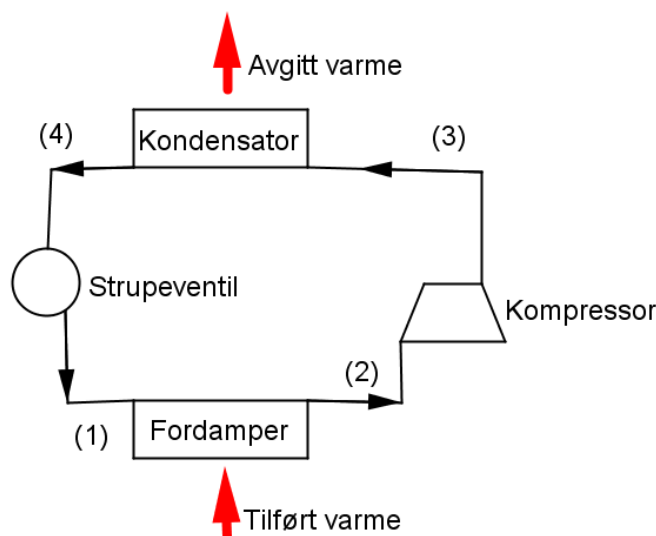 Avgitt varme
(4)
Kondensator
(3)
Strupeventil
Kompressor
(2)
(1)
Fordamper
Tilført varme